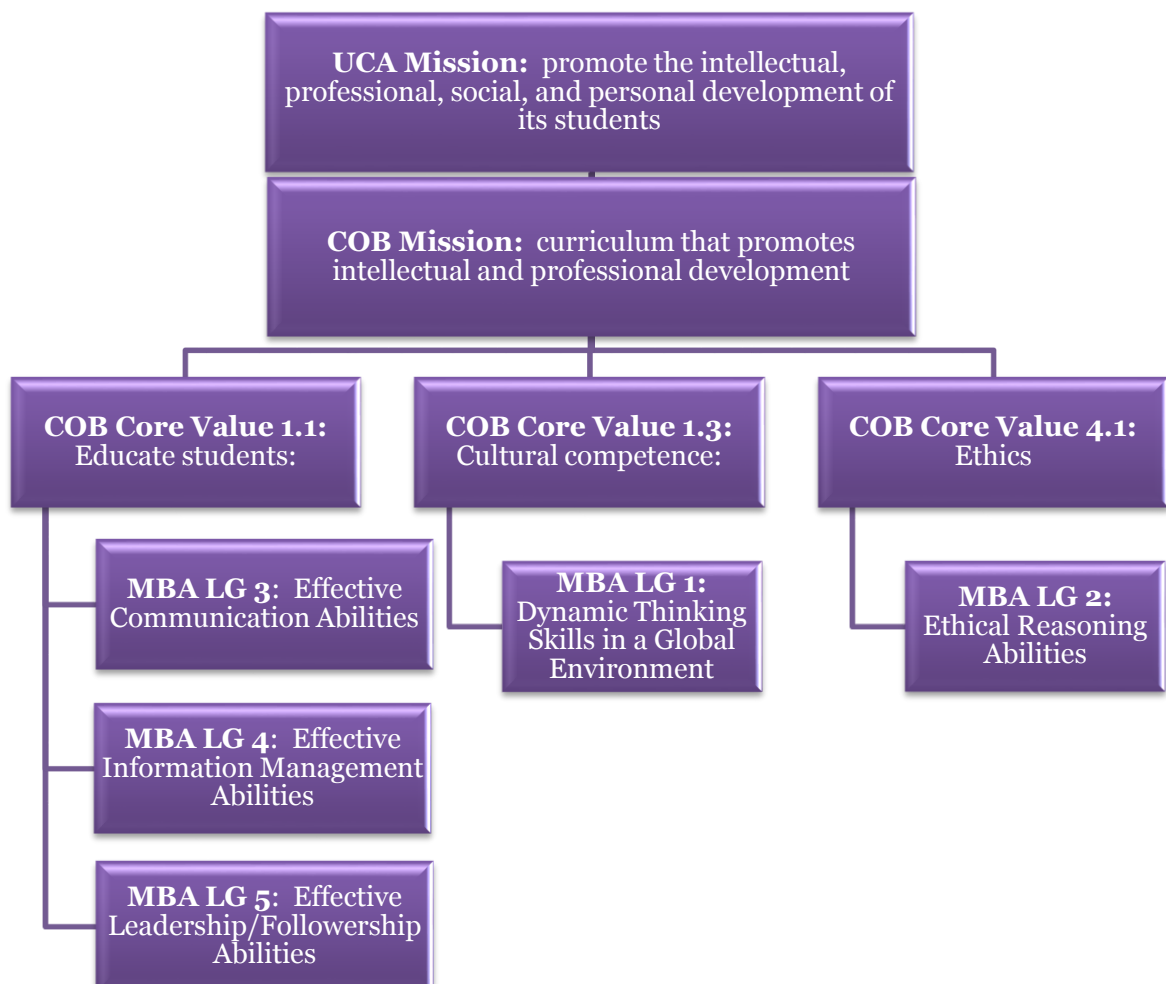 UCA Mission:  promote the intellectual,
professional, social, and personal development of
its students
COB Mission:  curriculum that promotes
intellectual and professional development
COB Core Value 1.1:
Educate students:
MBA LG 3:  Effective
Communication Abilities
MBA LG 4:  Effective
Information Management
Abilities
MBA LG 5:  Effective
Leadership/Followership
Abilities
COB Core Value 1.3:
Cultural competence:
MBA LG 1:
Dynamic Thinking
Skills in a Global
Environment
COB Core Value 4.1:
Ethics
MBA LG 2:
Ethical Reasoning
Abilities